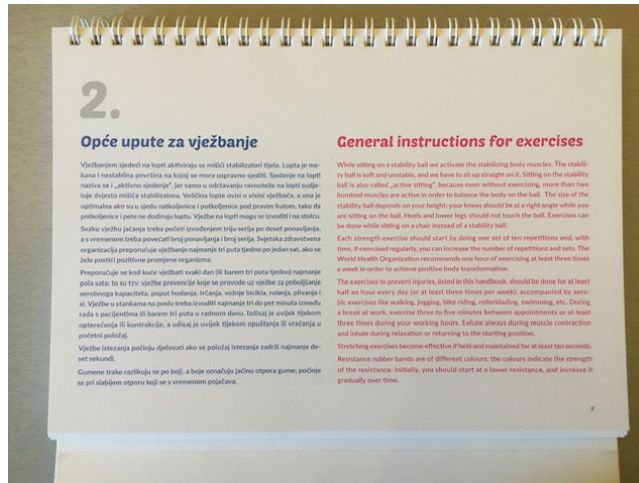 2.
Opće upute za vježbanje
Vježbanjem sjedeći na lopti aktiviraju se mišići stabilizatori tijela. Lopta je me-
kana i nestabilna površina na kojoj se mora uspravno sjediti. Sjedenje na lopti
naziva se i „aktivno sjedenje", jer samo u održavanju ravnoteže na lopti sudje-
luje dvjesto mišića stabilizatora. Veličina lopte ovisi o visini vježbača, a ona je
optimalna ako su u sjedu natkoljenice i potkoljenice pod pravim kutom, tako da
potkoljenice i pete ne dodiruju loptu. Vježbe na lopti mogu se izvoditi i na stolcu.
Svaku vježbu jačanja treba početi izvođenjem triju serija po deset ponavljanja,
a s vremenom treba povećati broj ponavljanja i broj serija. Svjetska zdravstvena
organizacija preporučuje vježbanje najmanje tri puta tjedno po jedan sat, ako se
žele postići pozitivne promjene organizma.
Preporučuje se kod kuće vježbati svaki dan (ili barem tri puta tjedno) najmanje
pola sata; to su tzv. vježbe prevencije koje se provode uz vježbe za poboljšanje
aerobnoga kapaciteta, poput hodanja, trčanja, vožnje bicikla, rolanja, plivanja i
sl. Vježbe u stankama na poslu treba izvoditi najmanje tri do pet minuta između
rada s pacijentima ili barem tri puta u radnom danu. Izdisaj je uvijek tijekom
opterećenja ili kontrakcije, a udisaj je uvijek tijekom opuštanja ili vraćanja u
početni položaj.
Vježbe istezanja počinju djelovati ako se položaj istezanja zadrži najmanje de-
set sekundi.
Gumene trake razlikuju se po boji, a boje označuju jačinu otpora gume; počinje
se pri slabijem otporu koji se s vremenom pojačava.
General instructions for exercises
While sitting on a stability ball we activate the stabilizing body muscles. The stabili-
ty ball is soft and unstable, and we have to sit up straight on it. Sitting on the stability
ball is also called „active sitting", because even without exercising, more than two
hundred muscles are active in order to balance the body on the ball. The size of the
stability ball depends on your height; your knees should be at a right angle while you
are sitting on the ball. Heels and lower legs should not touch the ball. Exercises can
be done while sitting on a chair instead of a stability ball.
Each strength exercise should start by doing one set of ten repetitions and, with
time, if exercised regularly, you can increase the number of repetitions and sets. The
World Health Organization recommends one hour of exercising at least three times
a week in order to achieve positive body transformation.
The exercises to prevent injuries, listed in this handbook, should be done for at least
half an hour every day (or at least three times per week), accompanied by aero-
bic exercises like walking, jogging, bike riding, rollerblading, swimming, etc. During
a break at work, exercise three to five minutes between appointments or at least
three times during your working hours. Exhale always during muscle contraction
and inhale during relaxation or returning to the starting position.
Stretching exercises become effective if held and maintained for at least ten seconds.
Resistance rubber bands are of different colours; the colours indicate the strength
of the resistance. Initially, you should start at a lower resistance, and increase it
gradually over time.